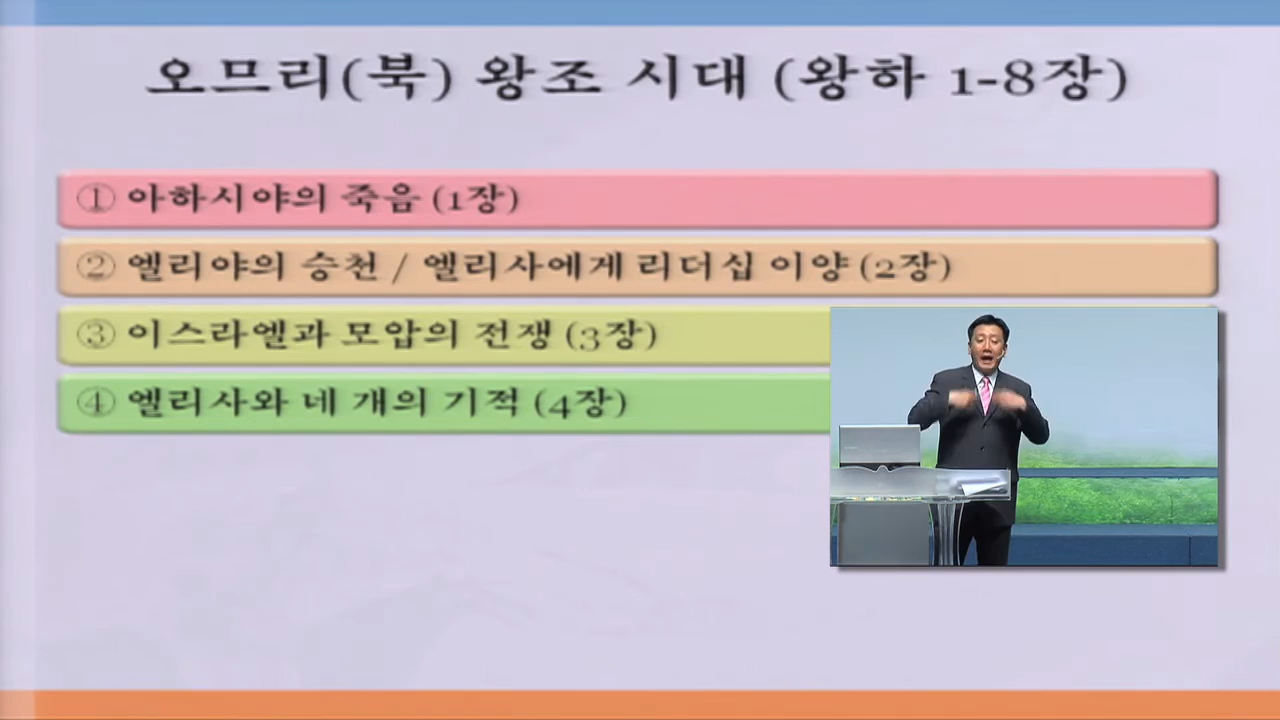 오므리(북) 왕조 시대 (왕하 1-8장)
① 아하시야의 죽음 (1장)
② 엘리야의 승천 / 엘리사에게 리더십 이양 (2장)
③ 이스라엘과 모압의 전쟁 (3장)
④ 엘리사와 네 개의 기적 (4장)